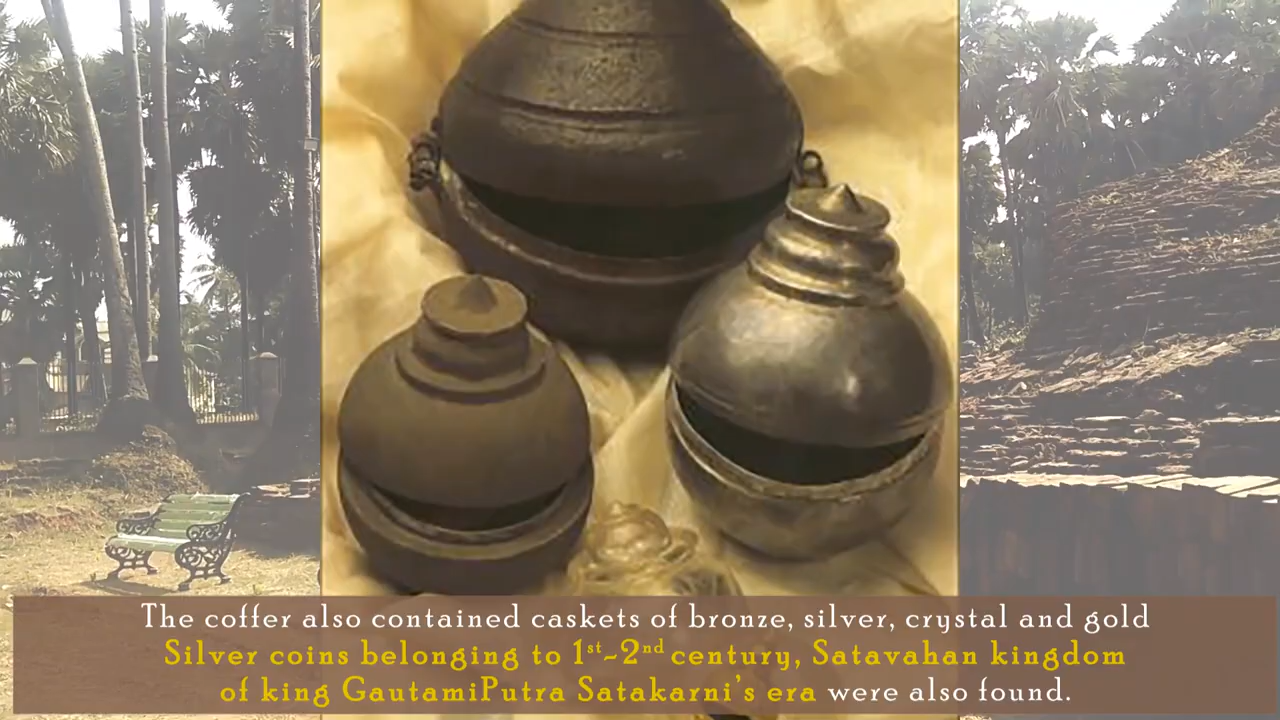 The coffer also contained caskets of bronze, silver, crystal and gold
Silver coins belonging to 1st~2nd century, Satavahan kingdom
of king GautamiPutra Satakarni's era were also found.